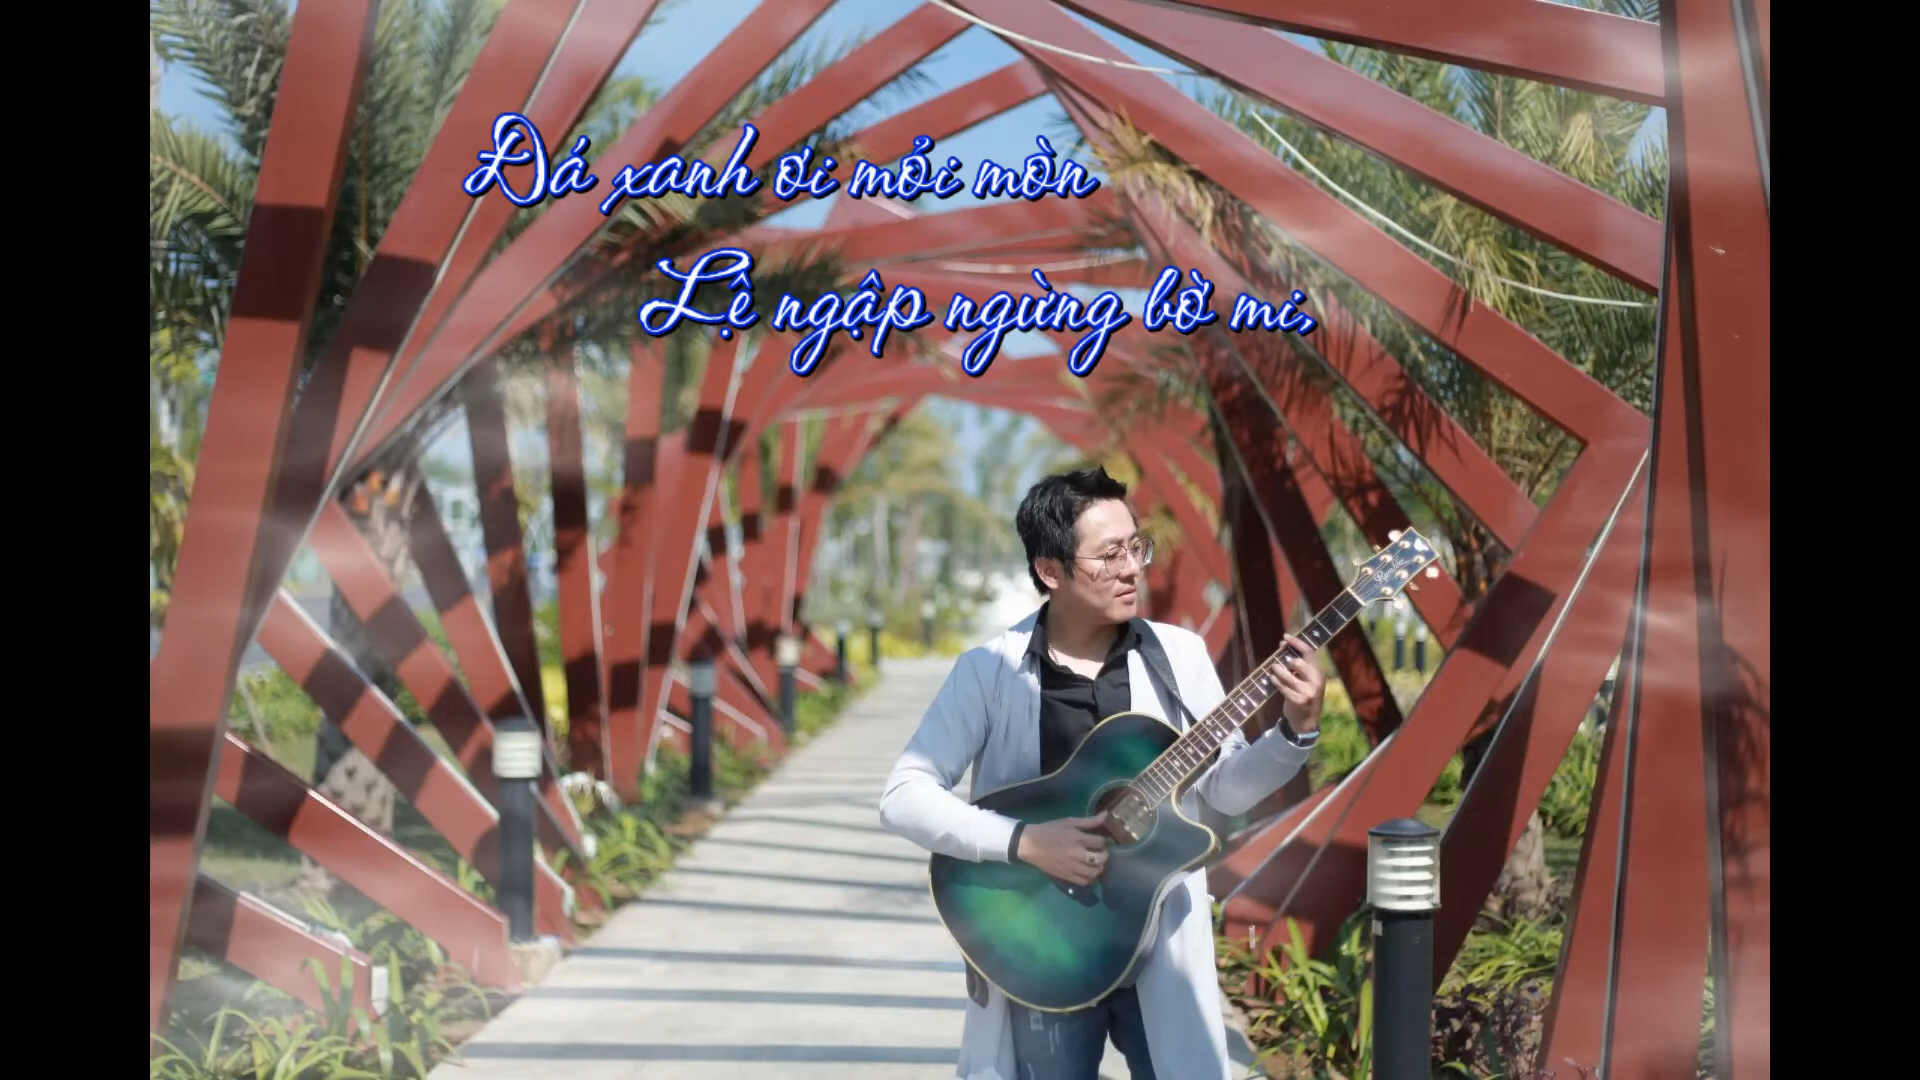 Đá xanh ơi mỏi mòn
Lệ ngập ngừng bờ mi,